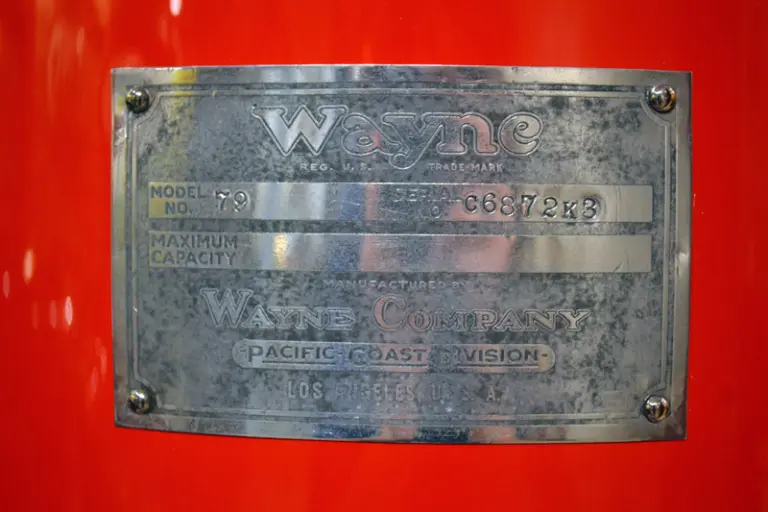 Wayne
REG. U.S. TRADE-MARK
MODEL NO. 79 SERIAL NO. C6872K3
MAXIMUM CAPACITY
MANUFACTURED BY
WAYNE COMPANY
-PACIFIC COAST DIVISION-
LOS ANGELES, U.S.A.